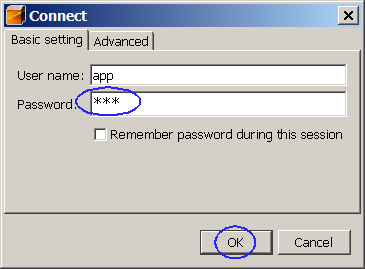 Connect
Basic setting Advanced
User name: app
Password: ***
Remember password during this session
OK Cancel